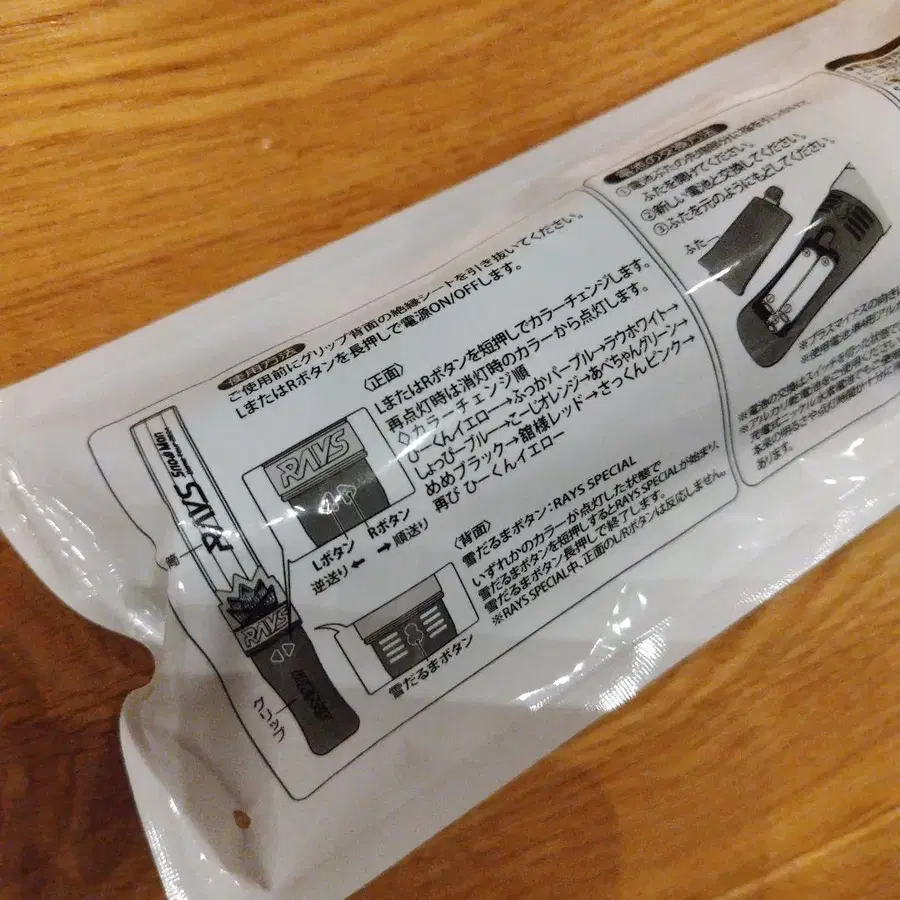 使用方法
ご使用前にグリップ背面の絶縁シートを引き抜いてください。
LまたはRボタンを長押しで電源ON/OFFします。
〈正面〉
LまたはRボタンを短押しでカラーチェンジします。
再点灯時は消灯時のカラーから点灯します。
◇カラーチェンジ順
ひーくんイエロー→ふっかパープル→ラウホワイト→
しょっぴーブルー→こーじオレンジ→あべちゃんグリーン→
めめブラック→舘様レッド→さっくんピンク→
再び ひーくんイエロー
RAYS
Lボタン
Rボタン
逆送り← →順送り
〈背面〉
雪だるまボタン:RAYS SPECIAL
いずれかのカラーが点灯した状態で
雪だるまボタンを短押しするとRAYS SPECIALが始まり、
雪だるまボタン長押しで終了します。
※RAYS SPECIAL中、正面のL/Rボタンは反応しません。
雪だるまボタン
RAYS Snow Man
RAYS
グリップ
電池の交換方法
ふたを開けてください。
②新しい電池と交換してください。
③ふたを元のようにもどしてください。
ふた
あります。